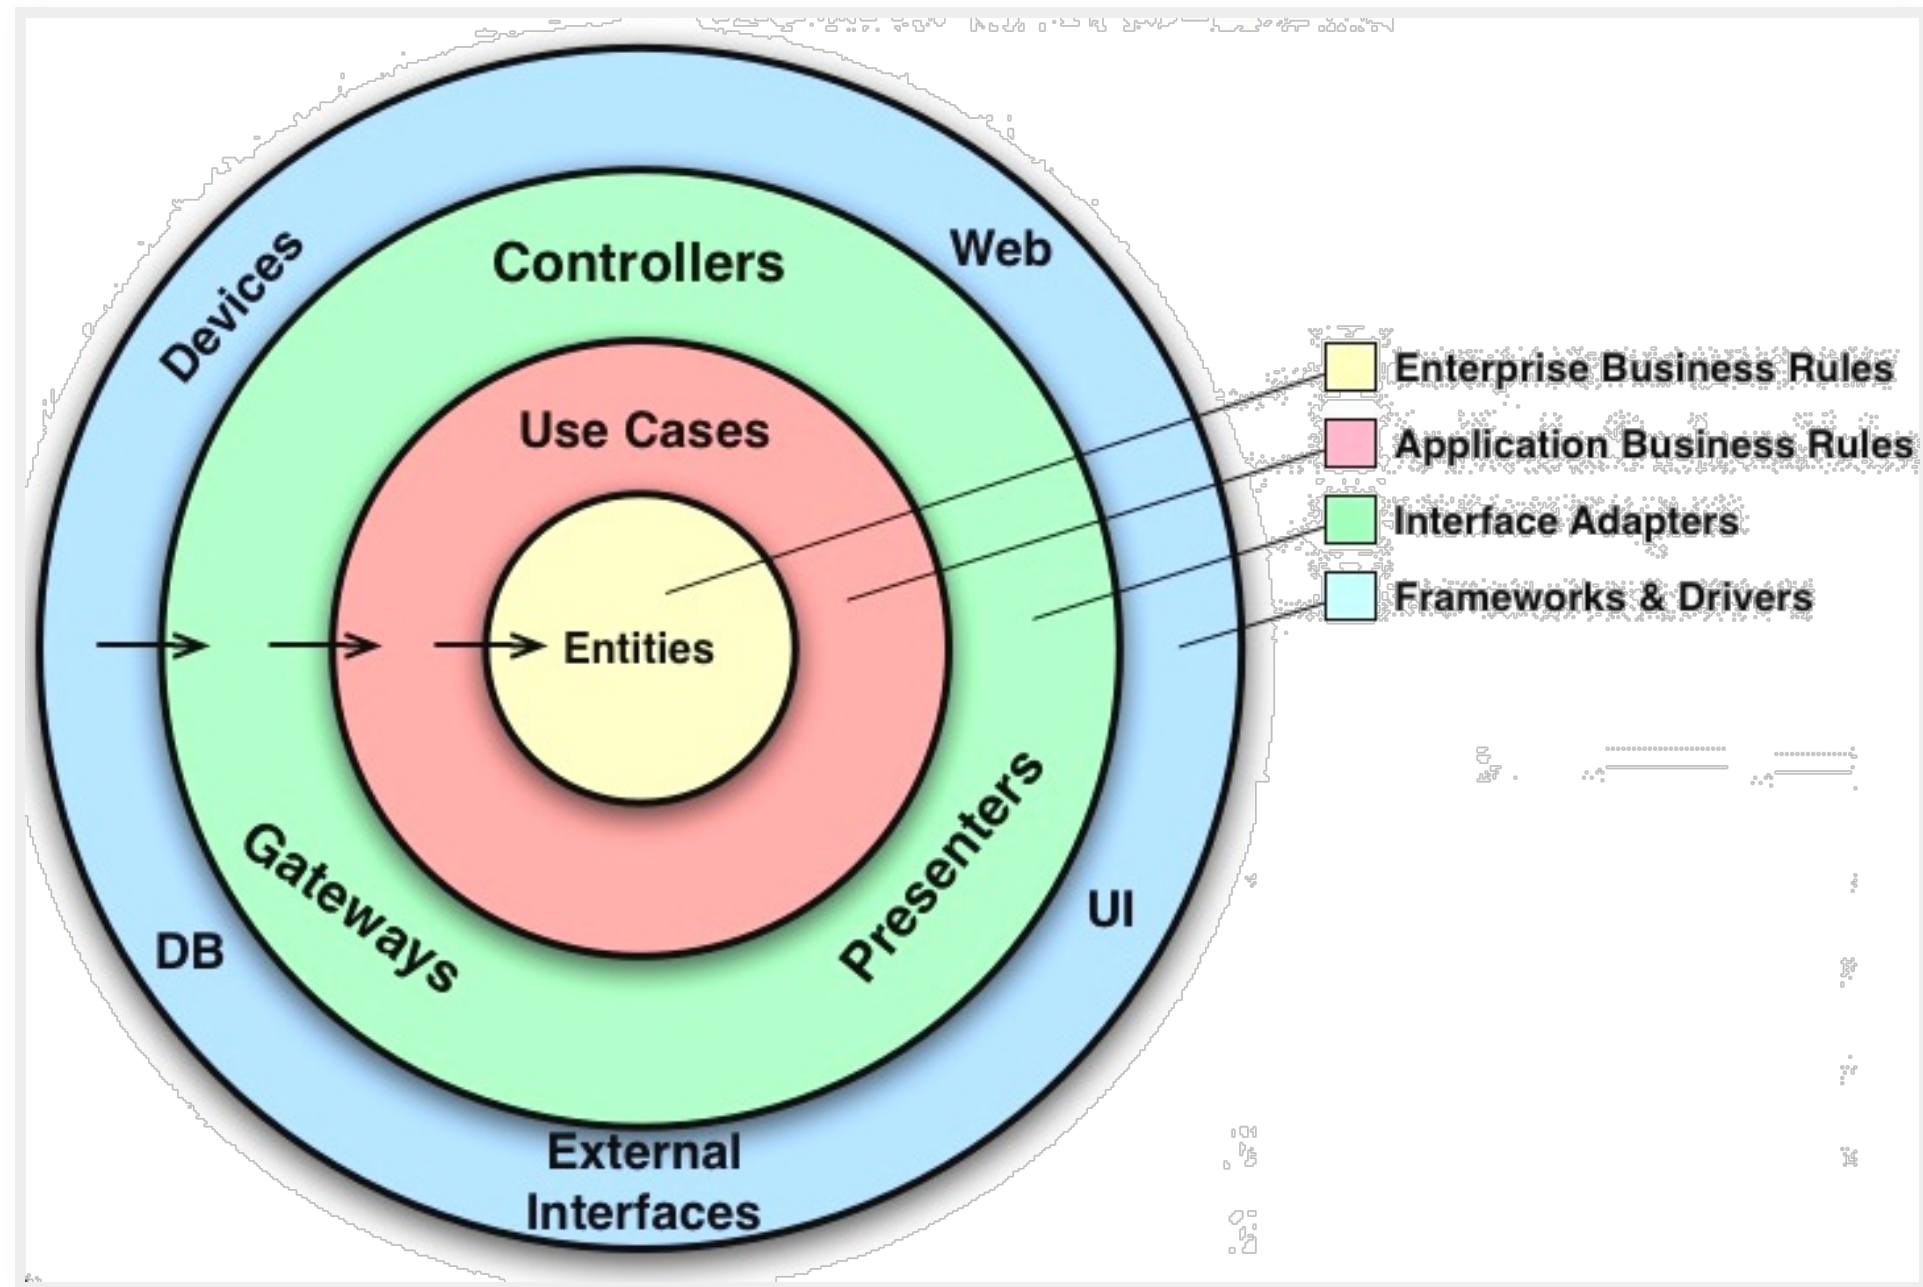 Devices
Controllers
Web
Use Cases
Entities
Gateways
Presenters
DB
UI
External
Interfaces
Enterprise Business Rules
Application Business Rules
Interface Adapters
Frameworks & Drivers